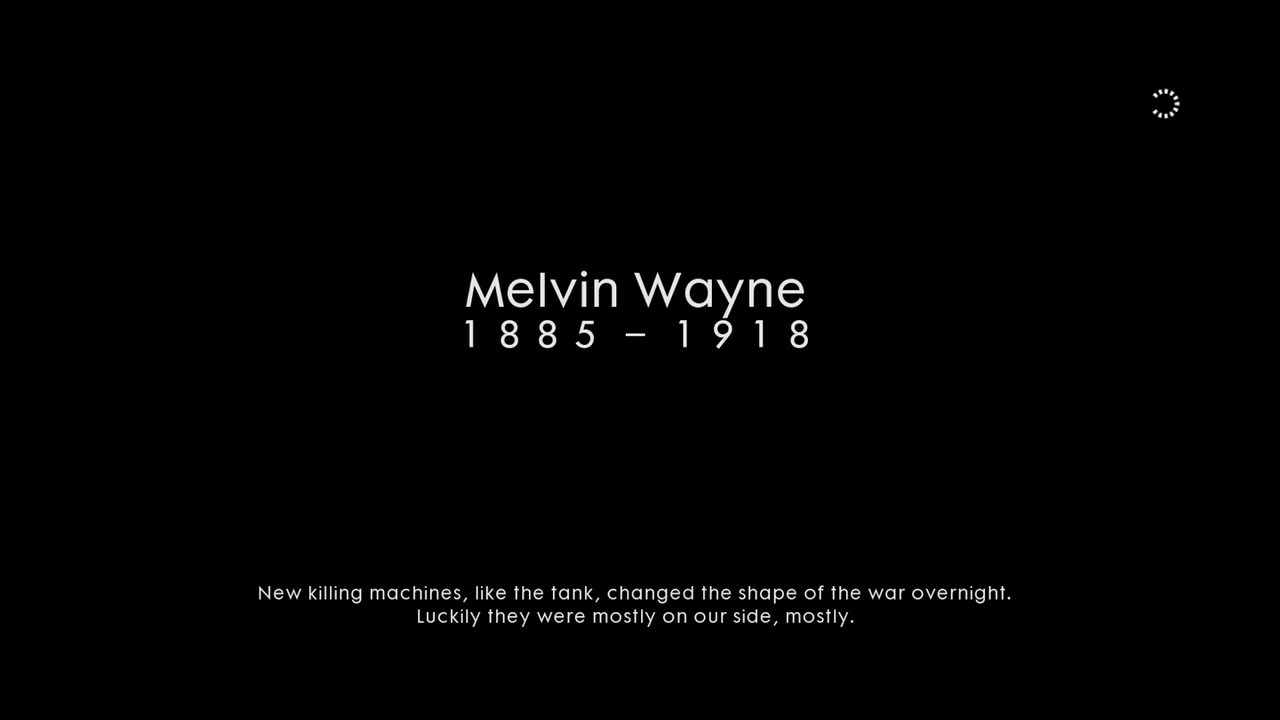 Melvin Wayne
1885 – 1918
New killing machines, like the tank, changed the shape of the war overnight.
Luckily they were mostly on our side, mostly.